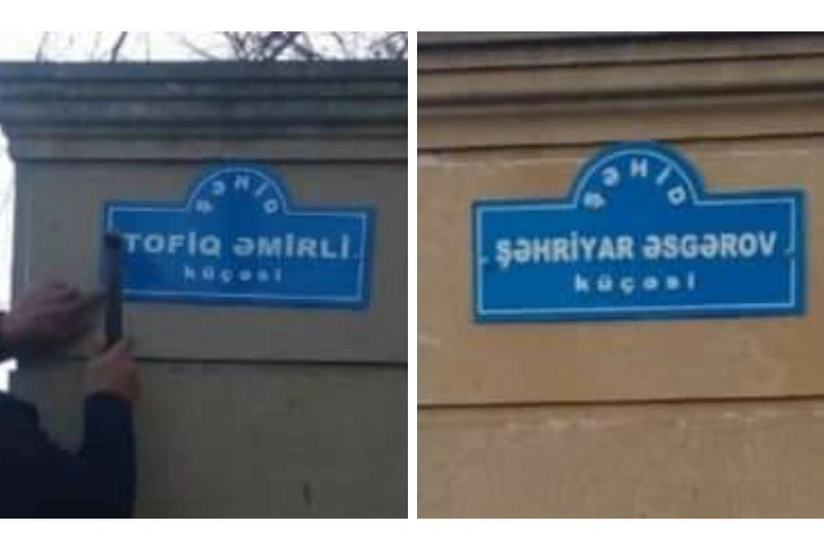 ŞƏHİD
TOFİQ ƏMİRLİ
küçəsi
ŞƏHİD
ŞƏHRİYAR ƏSGƏROV
küçəsi